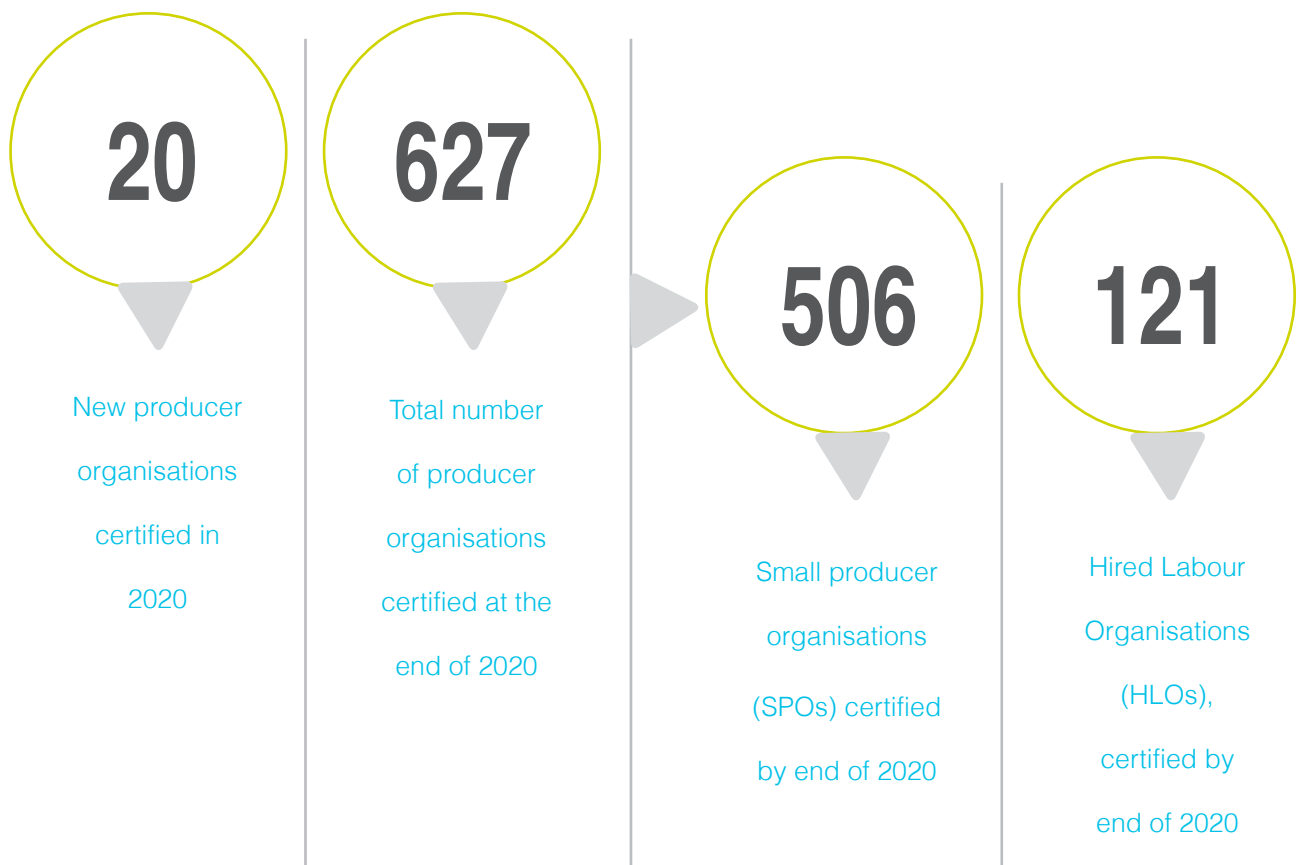 20
New producer
organisations
certified in
2020
627
Total number
of producer
organisations
certified at the
end of 2020
506
Small producer
organisations
(SPOs) certified
by end of 2020
121
Hired Labour
Organisations
(HLOs),
certified by
end of 2020